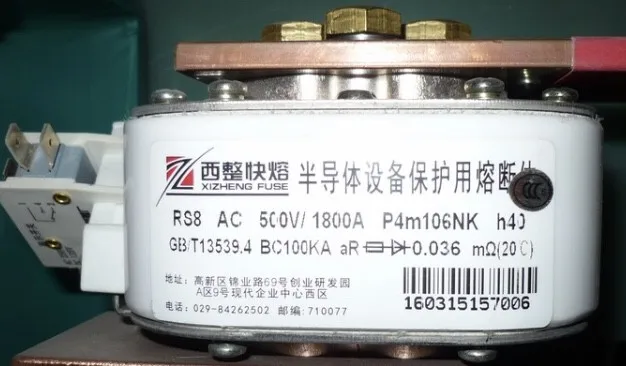 西整快熔
XIZHENG FUSE
半导体设备保护用熔断体
RS8 AC 500V/1800A P4m106NK h40
GB/T13539.4 BC100KA aR 0.036 mΩ(20℃)
地址: 高新区锦业路69号创业研发园
A区9号现代企业中心西区
电话: 029-84262502 邮编:710077
160315157006